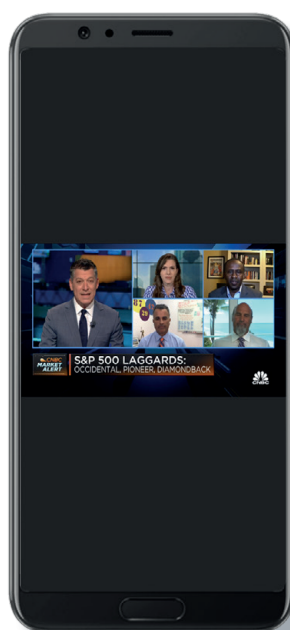 CNBC
MARKET
ALERT
S&P 500 LAGGARDS:
OCCIDENTAL, PIONEER, DIAMONDBACK,
CNBC